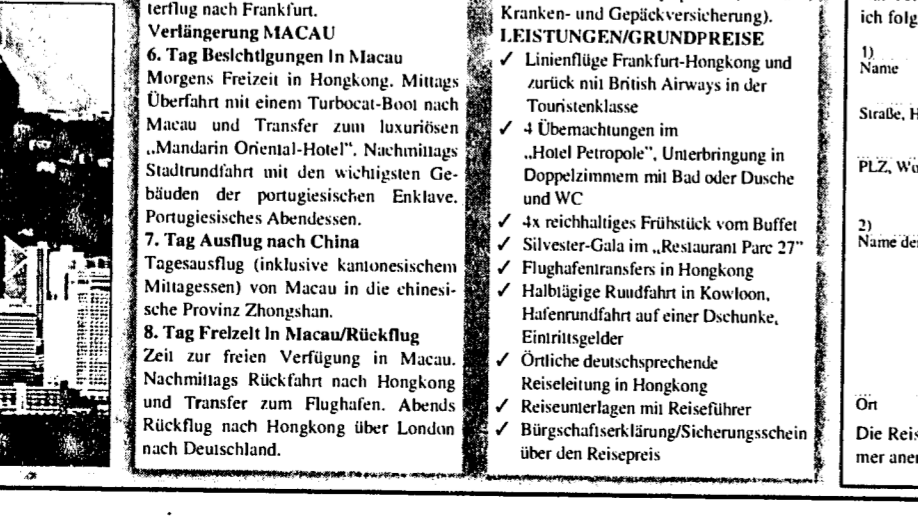 terflug nach Frankfurt.
Verlängerung MACAU
6. Tag Besichtigungen in Macau
Morgens Freizeit in Hongkong. Mittags
Überfahrt mit einem Turbocat-Boot nach
Macau und Transfer zum luxuriösen
„Mandarin Oriental-Hotel". Nachmittags
Stadtrundfahrt mit den wichtigsten Ge-
bäuden der portugiesischen Enklave.
Portugiesisches Abendessen.
7. Tag Ausflug nach China
Tagesausflug (inklusive kantonesischem
Mittagessen) von Macau in die chinesi-
sche Provinz Zhongshan.
8. Tag Freizeit in Macau/Rückflug
Zeit zur freien Verfügung in Macau.
Nachmittags Rückfahrt nach Hongkong
und Transfer zum Flughafen. Abends
Rückflug nach Hongkong über London
nach Deutschland.
Kranken- und Gepäckversicherung).
LEISTUNGEN/GRUNDPREISE
✓ Linienflüge Frankfurt-Hongkong und
zurück mit British Airways in der
Touristenklasse
✓ 4 Übernachtungen im
„Hotel Petropole", Unterbringung in
Doppelzimmern mit Bad oder Dusche
und WC
✓ 4x reichhaltiges Frühstück vom Buffet
✓ Silvester-Gala im „Restaurant Parc 27"
✓ Flughafentransfers in Hongkong
✓ Halbtägige Rundfahrt in Kowloon,
Hafenrundfahrt auf einer Dschunke,
Eintrittsgelder
✓ Örtliche deutschsprechende
Reiseleitung in Hongkong
✓ Reiseunterlagen mit Reiseführer
✓ Bürgschaftserklärung/Sicherungsschein
über den Reisepreis
ich folg
1)
Name
Straße, H
PLZ, Wo
2)
Name de
Ort
Die Reis
mer aner